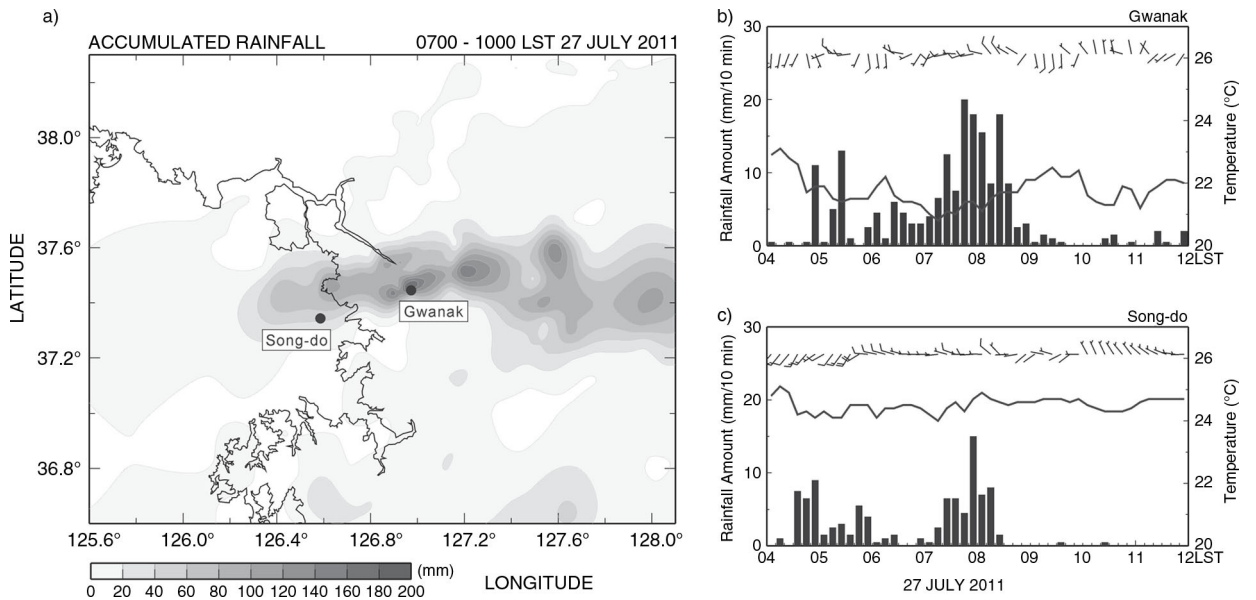 a)
ACCUMULATED RAINFALL 0700 - 1000 LST 27 JULY 2011
LATITUDE
38.0°
37.6°
37.2°
36.8°
Song-do
Gwanak
125.6° 126.0° 126.4° 126.8° 127.2° 127.6° 128.0°
0 20 40 60 80 100 120 140 160 180 200
(mm)
LONGITUDE
b)
Gwanak
Rainfall Amount (mm/10 min)
30
20
10
0
26
24
22
20
Temperature (°C)
04 05 06 07 08 09 10 11 12LST
c)
Song-do
Rainfall Amount (mm/10 min)
30
20
10
0
26
24
22
20
Temperature (°C)
04 05 06 07 08 09 10 11 12LST
27 JULY 2011